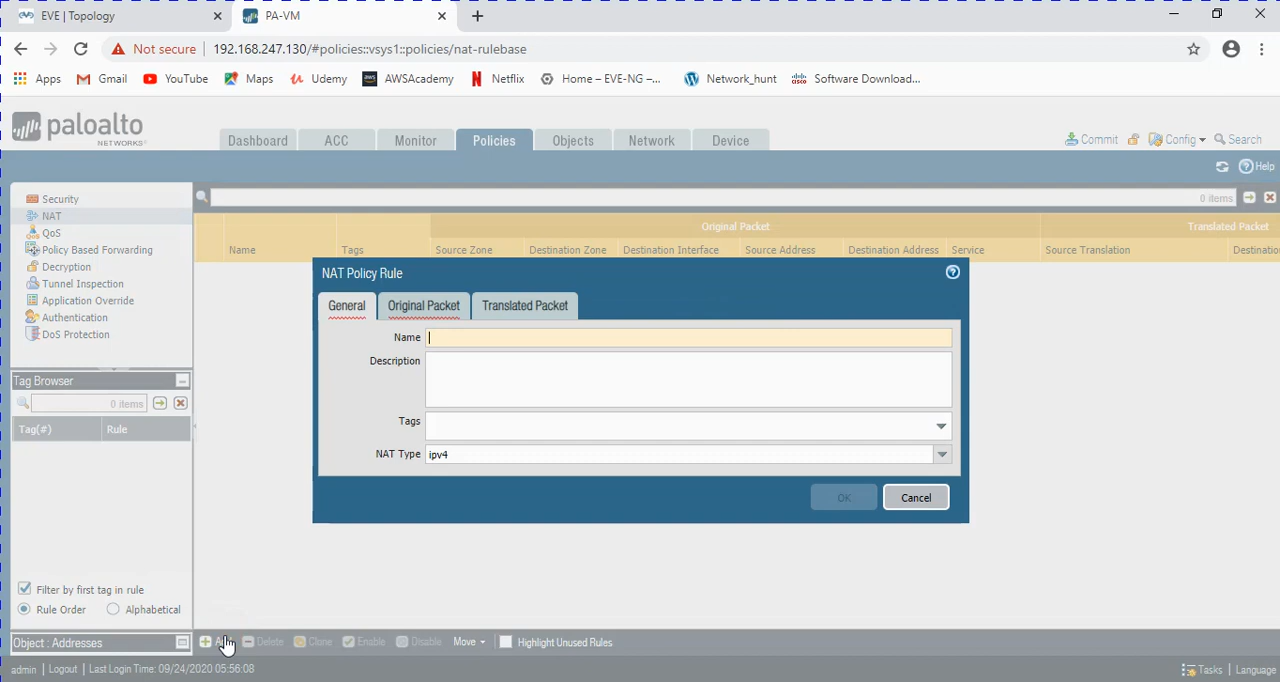 EVE | Topology
PA-VM
Not secure
192.168.247.130/#policies::vsys1::policies/nat-rulebase
Apps
Gmail
YouTube
Maps
Udemy
AWSAcademy
Netflix
Home – EVE-NG –...
Network_hunt
Software Download...
paloalto
NETWORKS
Dashboard
ACC
Monitor
Policies
Objects
Network
Device
Commit
Config
Search
Help
Security
NAT
QoS
Policy Based Forwarding
Decryption
Tunnel Inspection
Application Override
Authentication
DoS Protection
0 items
Original Packet
Translated Packet
Name
Tags
Source Zone
Destination Zone
Destination Interface
Source Address
Destination Address
Service
Source Translation
Destinatio
NAT Policy Rule
General
Original Packet
Translated Packet
Name
Description
Tags
NAT Type
ipv4
OK
Cancel
Tag Browser
0 items
Tag(#)
Rule
Filter by first tag in rule
Rule Order
Alphabetical
Object : Addresses
Delete
Clone
Enable
Disable
Move
Highlight Unused Rules
admin | Logout | Last Login Time: 09/24/2020 05:56:08
Tasks | Language